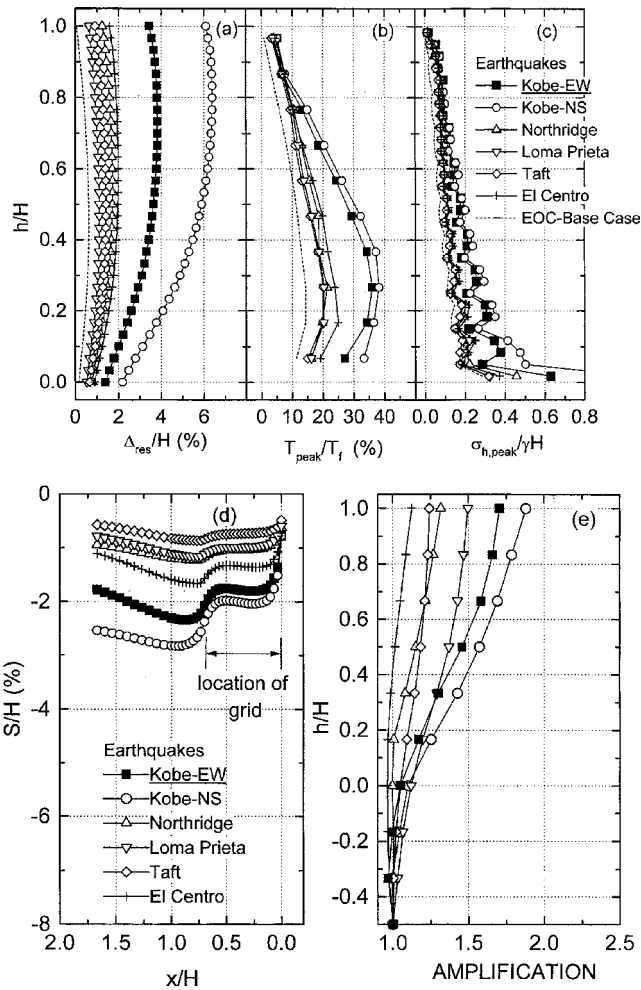 (a)
(b)
(c)
1.0
0.8
0.6
0.4
0.2
0.0
h/H
0 2 4 6
Δres/H (%)
0 10 20 30 40
Tpeak/Tf (%)
0.0 0.2 0.4 0.6 0.8
σh,peak/γH
Earthquakes
Kobe-EW
Kobe-NS
Northridge
Loma Prieta
Taft
El Centro
EOC-Base Case
(d)
0
-2
-4
-6
-8
S/H (%)
location of
grid
Earthquakes
Kobe-EW
Kobe-NS
Northridge
Loma Prieta
Taft
El Centro
2.0 1.5 1.0 0.5 0.0
x/H
(e)
1.0
0.8
0.6
0.4
0.2
0.0
-0.2
-0.4
h/H
1.0 1.5 2.0 2.5
AMPLIFICATION